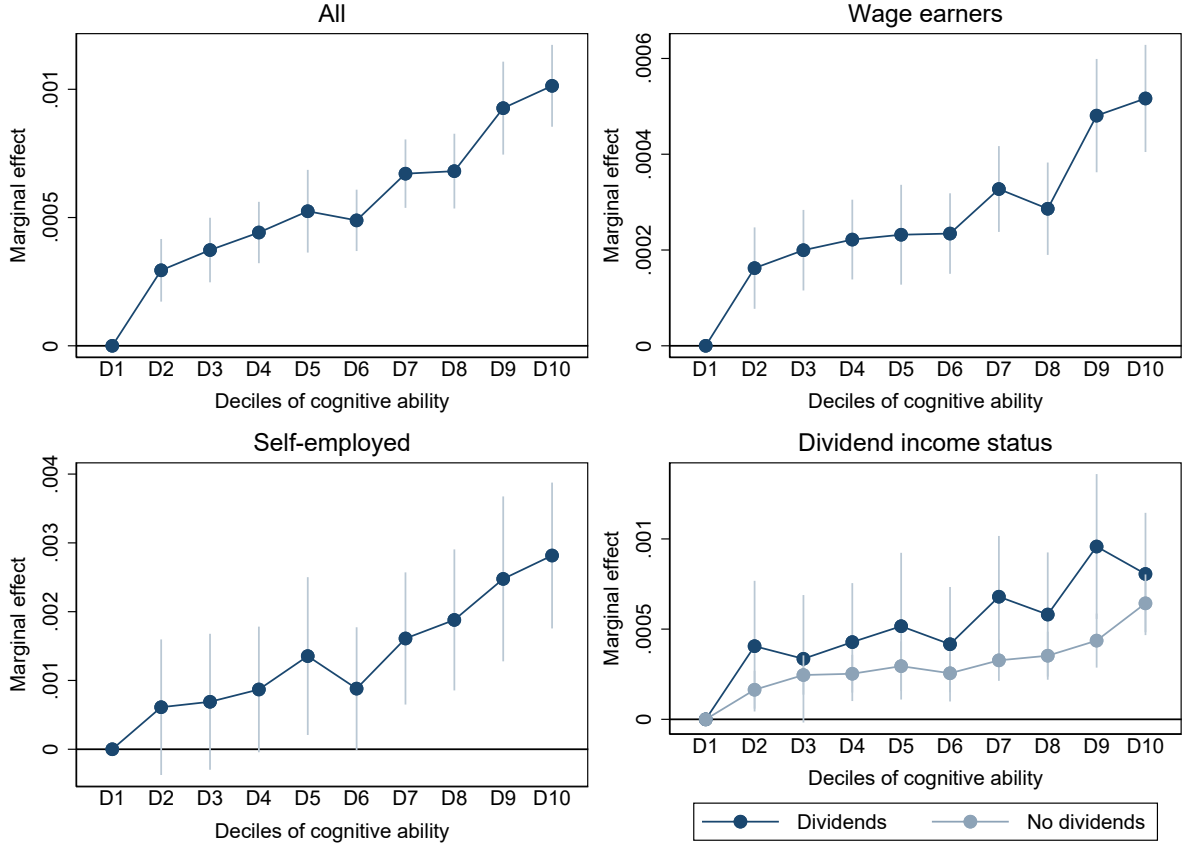 All
Marginal effect
.001
.0005
0
D1 D2 D3 D4 D5 D6 D7 D8 D9 D10
Deciles of cognitive ability
Wage earners
Marginal effect
.0006
.0004
.0002
0
D1 D2 D3 D4 D5 D6 D7 D8 D9 D10
Deciles of cognitive ability
Self-employed
Marginal effect
.004
.003
.002
.001
0
D1 D2 D3 D4 D5 D6 D7 D8 D9 D10
Deciles of cognitive ability
Dividend income status
Marginal effect
.001
.0005
0
D1 D2 D3 D4 D5 D6 D7 D8 D9 D10
Deciles of cognitive ability
Dividends No dividends